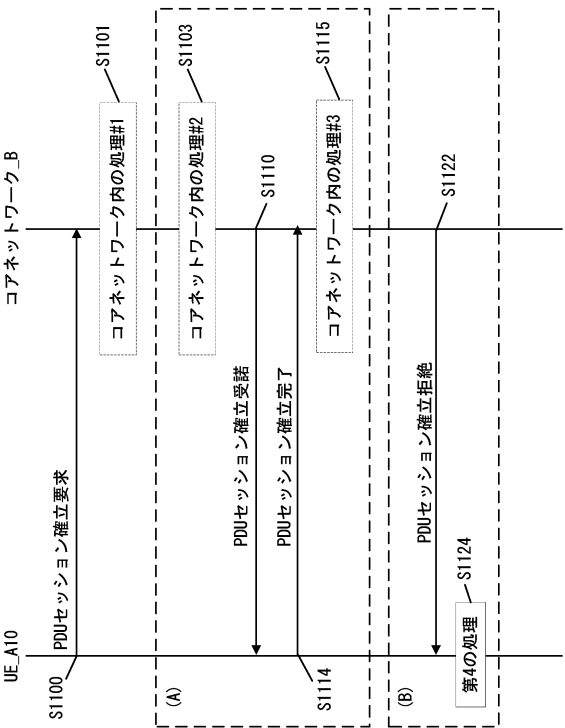 UE_A10
コアネットワーク_B
S1100
PDUセッション確立要求
コアネットワーク内の処理#1
S1101
(A)
コアネットワーク内の処理#2
S1103
PDUセッション確立受諾
S1110
S1114
PDUセッション確立完了
コアネットワーク内の処理#3
S1115
(B)
PDUセッション確立拒絶
S1122
第4の処理
S1124